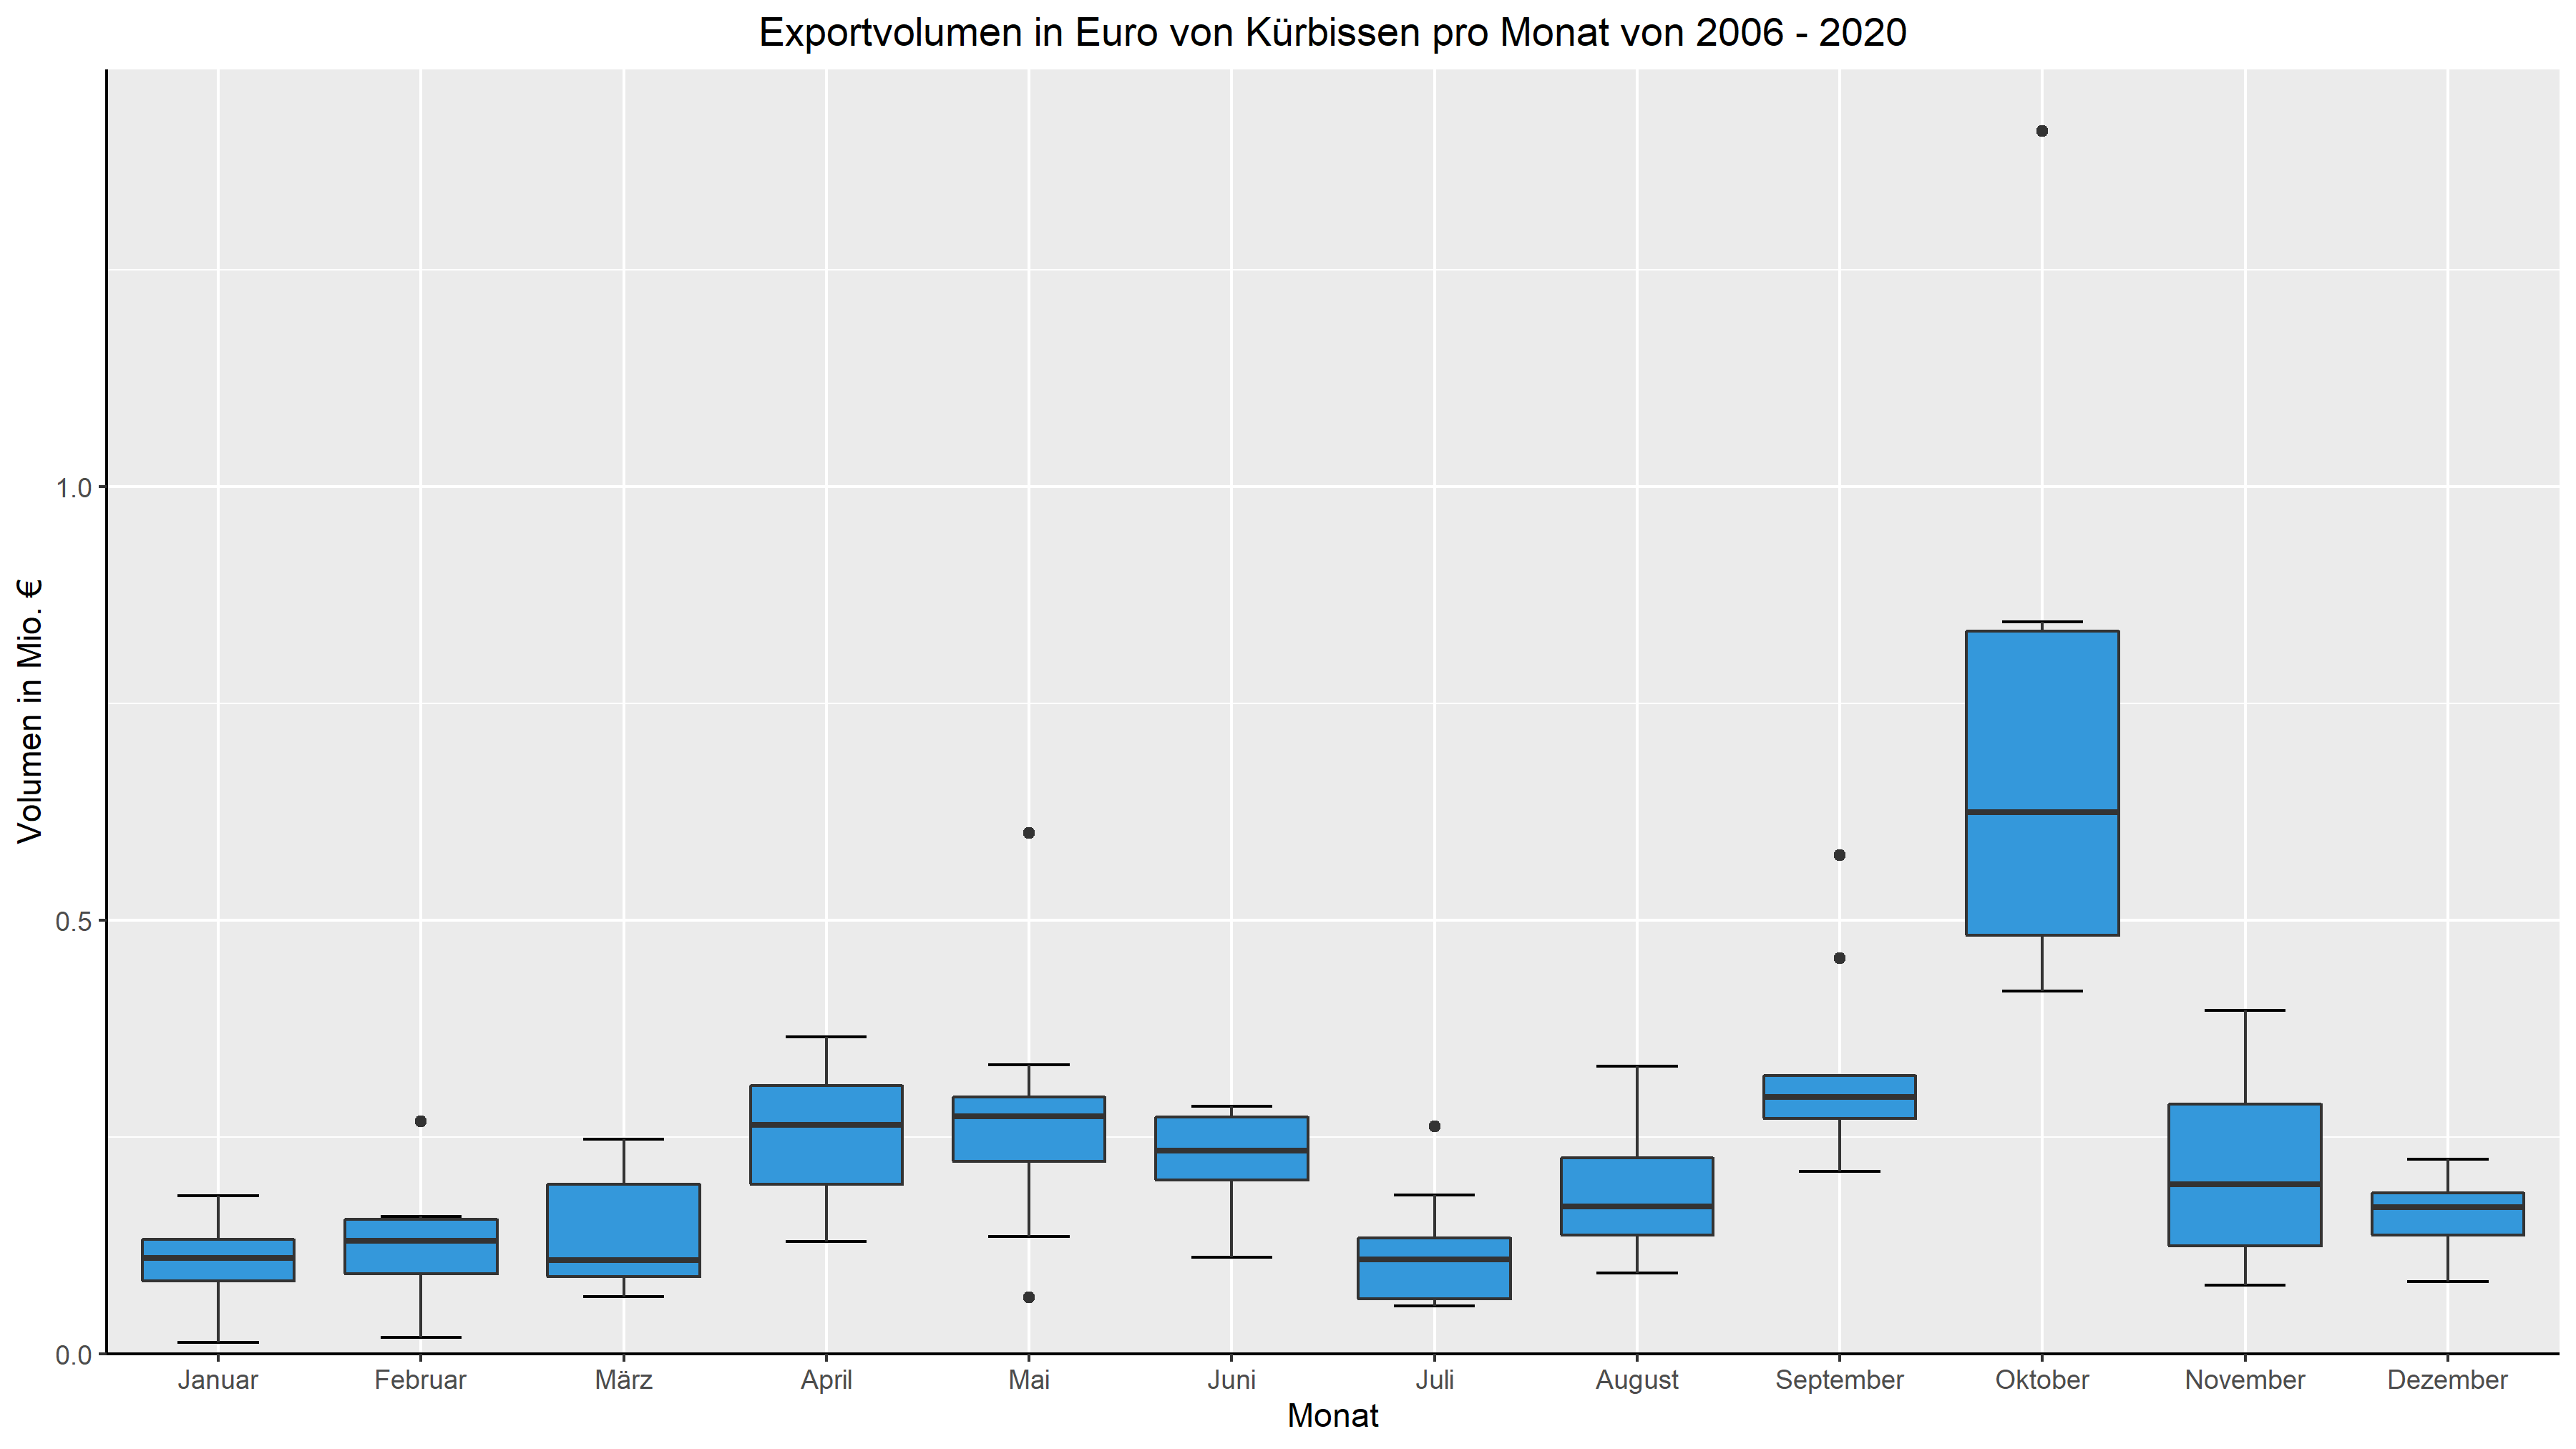 Exportvolumen in Euro von Kürbissen pro Monat von 2006 - 2020
Volumen in Mio. €
1.0
0.5
0.0
Januar Februar März April Mai Juni Juli August September Oktober November Dezember
Monat